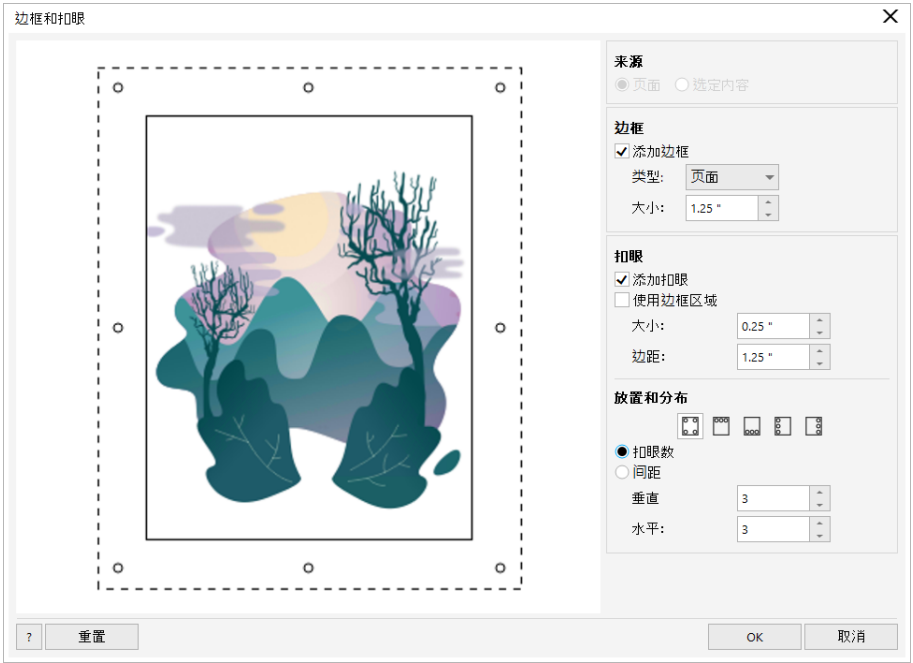 边框和扣眼
来源
页面 选定内容
边框
添加边框
类型: 页面
大小: 1.25 "
扣眼
添加扣眼
使用边框区域
大小: 0.25 "
边距: 1.25 "
放置和分布
扣眼数
间距
垂直 3
水平: 3
? 重置 OK 取消